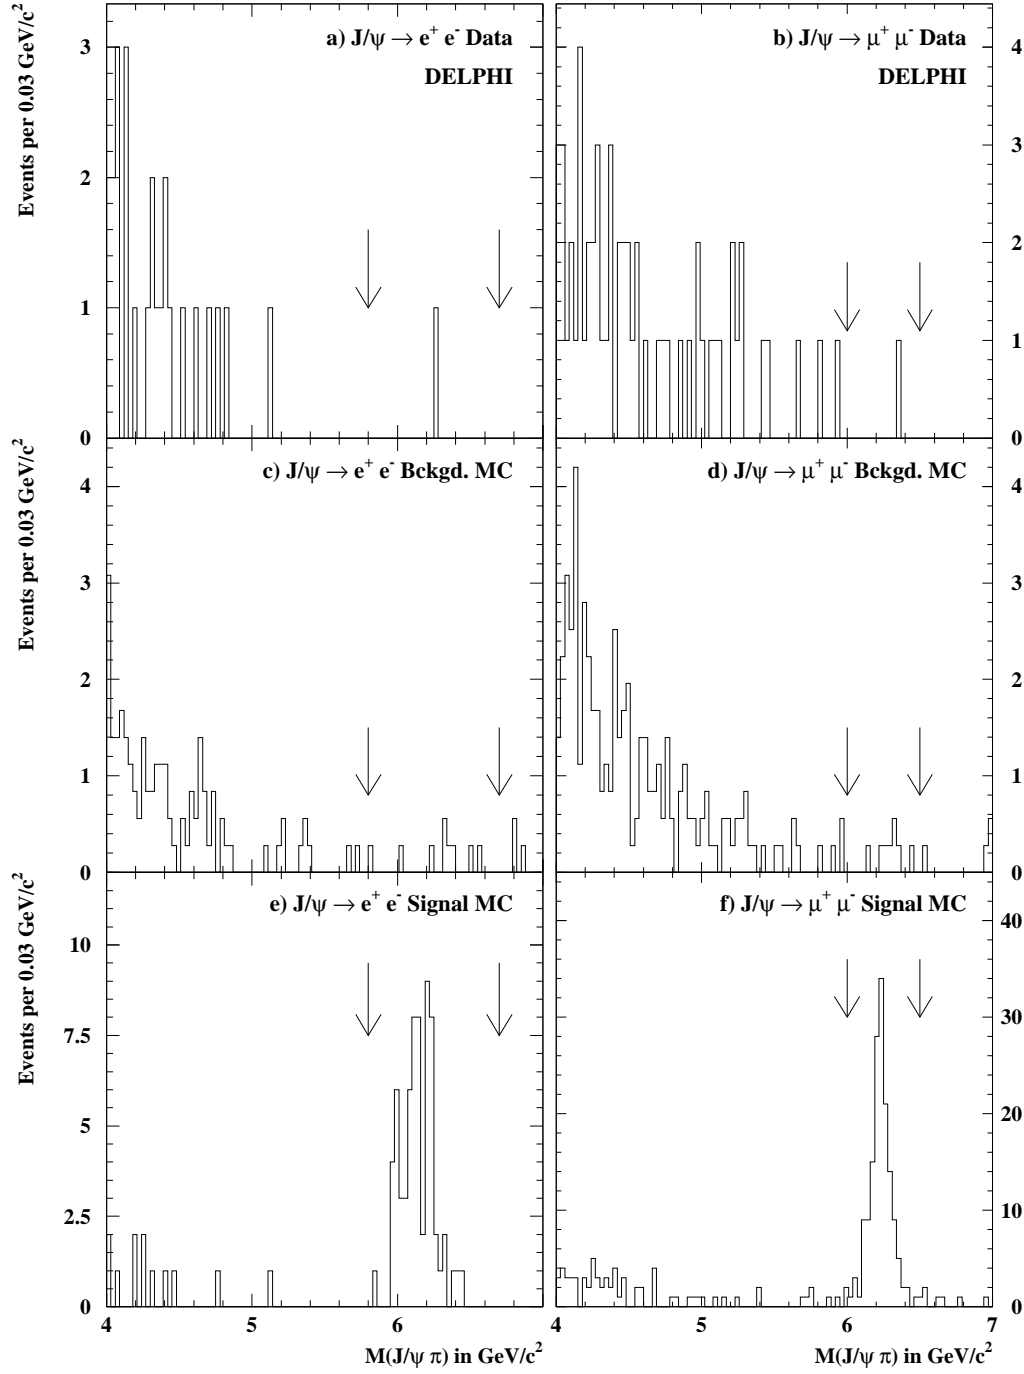 a) J/ψ → e⁺ e⁻ Data
DELPHI
Events per 0.03 GeV/c²
3
2
1
0
b) J/ψ → μ⁺ μ⁻ Data
DELPHI
4
3
2
1
0
c) J/ψ → e⁺ e⁻ Bckgd. MC
Events per 0.03 GeV/c²
4
3
2
1
0
d) J/ψ → μ⁺ μ⁻ Bckgd. MC
4
3
2
1
0
e) J/ψ → e⁺ e⁻ Signal MC
Events per 0.03 GeV/c²
10
7.5
5
2.5
0
4 5 6
M(J/ψ π) in GeV/c²
f) J/ψ → μ⁺ μ⁻ Signal MC
40
30
20
10
0
4 5 6 7
M(J/ψ π) in GeV/c²